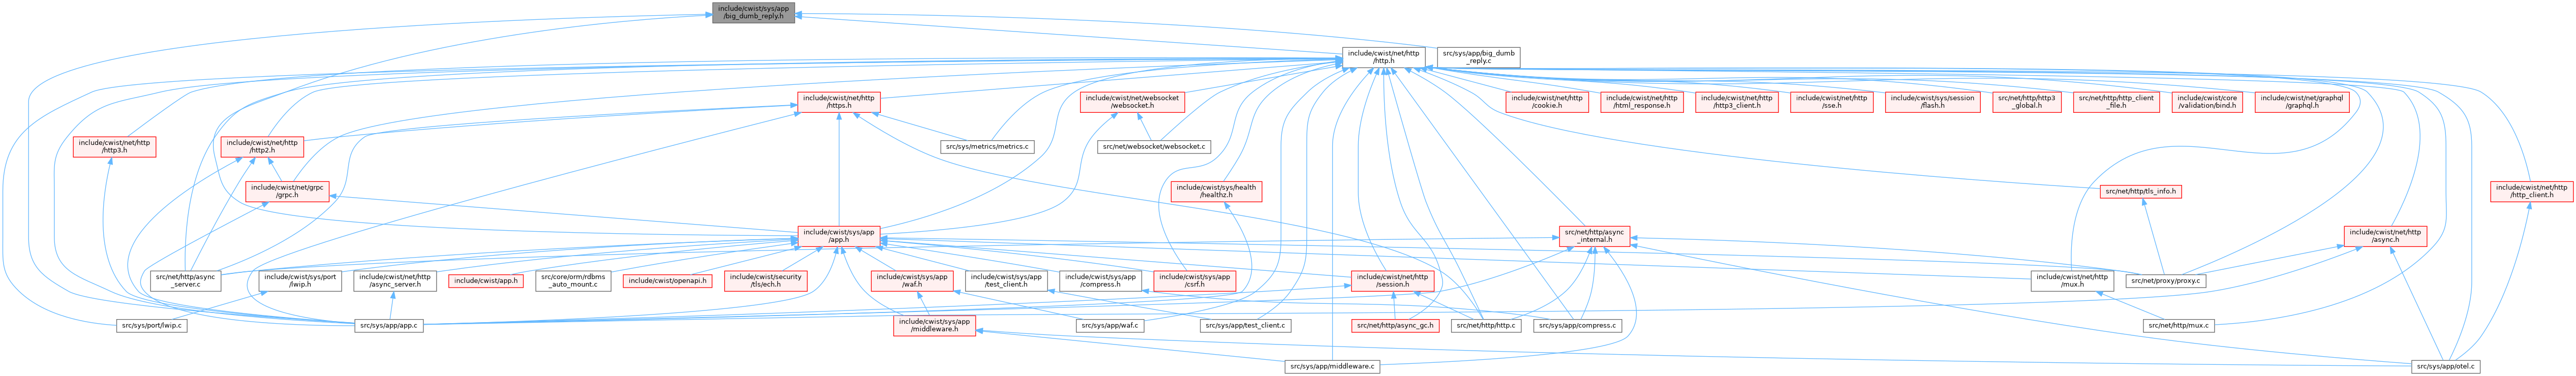 include/cwist/sys/app
/big_dumb_reply.h
include/cwist/net/http
/http.h
src/sys/app/big_dumb
_reply.c
include/cwist/net/http
/https.h
include/cwist/net/websocket
/websocket.h
include/cwist/net/http
/cookie.h
include/cwist/net/http
/html_response.h
include/cwist/net/http
/http3_client.h
include/cwist/net/http
/sse.h
include/cwist/sys/session
/flash.h
src/net/http/http3
_global.h
src/net/http/http_client
_file.h
include/cwist/core
/validation/bind.h
include/cwist/net/graphql
/graphql.h
include/cwist/net/http
/http3.h
include/cwist/net/http
/http2.h
src/sys/metrics/metrics.c
src/net/websocket/websocket.c
include/cwist/net/grpc
/grpc.h
include/cwist/sys/health
/healthz.h
src/net/http/tls_info.h
include/cwist/net/http
/http_client.h
include/cwist/sys/app
/app.h
src/net/http/async
_internal.h
include/cwist/net/http
/async.h
src/net/http/async
_server.c
include/cwist/sys/port
/lwip.h
include/cwist/net/http
/async_server.h
include/cwist/app.h
src/core/orm/rdbms
_auto_mount.c
include/cwist/openapi.h
include/cwist/security
/tls/ech.h
include/cwist/sys/app
/waf.h
include/cwist/sys/app
/test_client.h
include/cwist/sys/app
/compress.h
include/cwist/sys/app
/csrf.h
include/cwist/net/http
/session.h
include/cwist/net/http
/mux.h
src/net/proxy/proxy.c
src/sys/port/lwip.c
src/sys/app/app.c
include/cwist/sys/app
/middleware.h
src/sys/app/waf.c
src/sys/app/test_client.c
src/net/http/async_gc.h
src/net/http/http.c
src/sys/app/compress.c
src/net/http/mux.c
src/sys/app/middleware.c
src/sys/app/otel.c